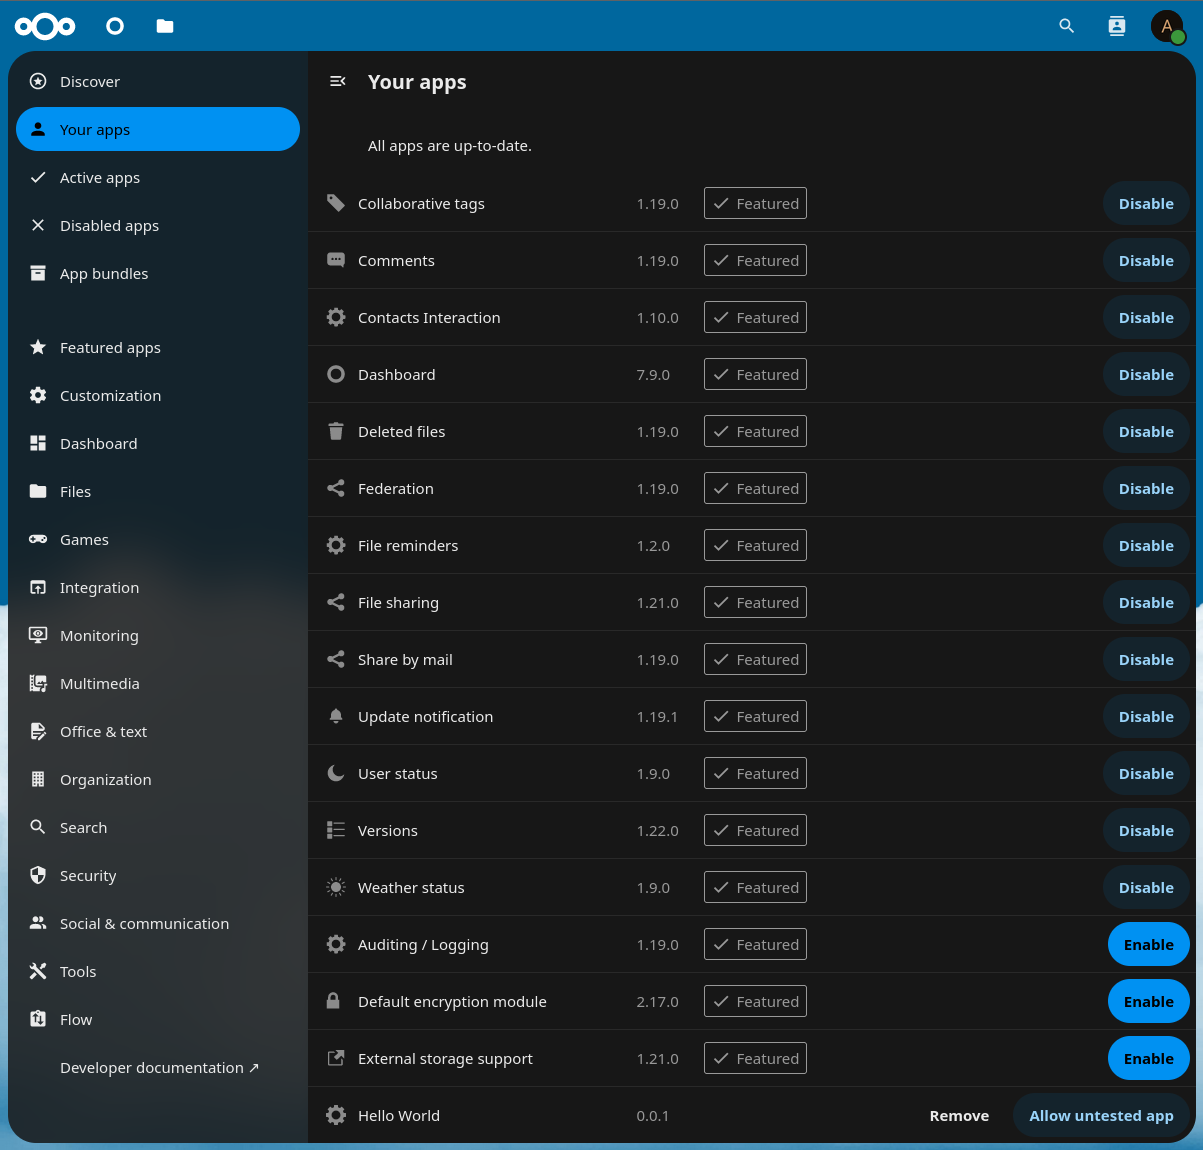 A
Discover
Your apps
Active apps
Disabled apps
App bundles
Featured apps
Customization
Dashboard
Files
Games
Integration
Monitoring
Multimedia
Office & text
Organization
Search
Security
Social & communication
Tools
Flow
Developer documentation ↗
Your apps
All apps are up-to-date.
Collaborative tags 1.19.0 Featured Disable
Comments 1.19.0 Featured Disable
Contacts Interaction 1.10.0 Featured Disable
Dashboard 7.9.0 Featured Disable
Deleted files 1.19.0 Featured Disable
Federation 1.19.0 Featured Disable
File reminders 1.2.0 Featured Disable
File sharing 1.21.0 Featured Disable
Share by mail 1.19.0 Featured Disable
Update notification 1.19.1 Featured Disable
User status 1.9.0 Featured Disable
Versions 1.22.0 Featured Disable
Weather status 1.9.0 Featured Disable
Auditing / Logging 1.19.0 Featured Enable
Default encryption module 2.17.0 Featured Enable
External storage support 1.21.0 Featured Enable
Hello World 0.0.1 Remove Allow untested app